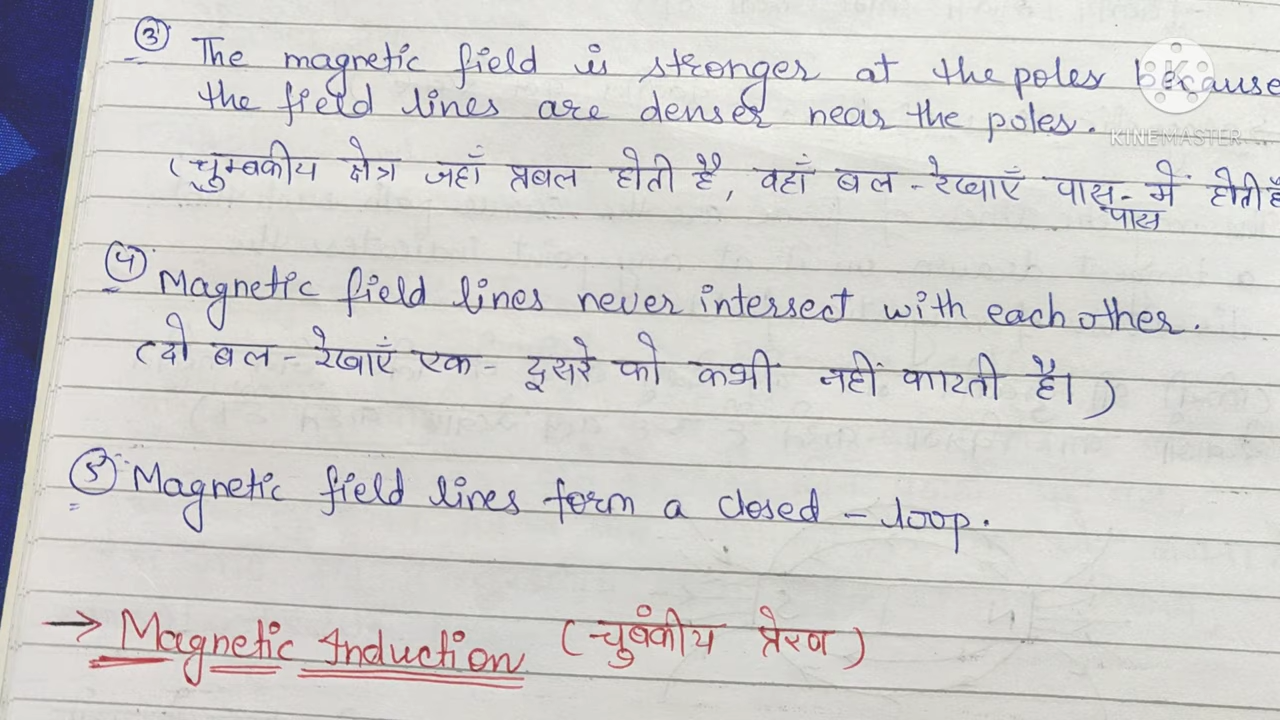 ③ The magnetic field is stronger at the poles because
the field lines are denser near the poles.
(चुम्बकीय क्षेत्र जहाँ प्रबल होती है, वहाँ बल-रेखाएँ पास-में होती है
पास
④ Magnetic field lines never intersect with each other.
(दो बल-रेखाएँ एक-दूसरे को कभी नहीं काटती है।)
⑤ Magnetic field lines form a closed-loop.
→ Magnetic Induction (चुबंकीय प्रेरण)
K
KINEMASTER